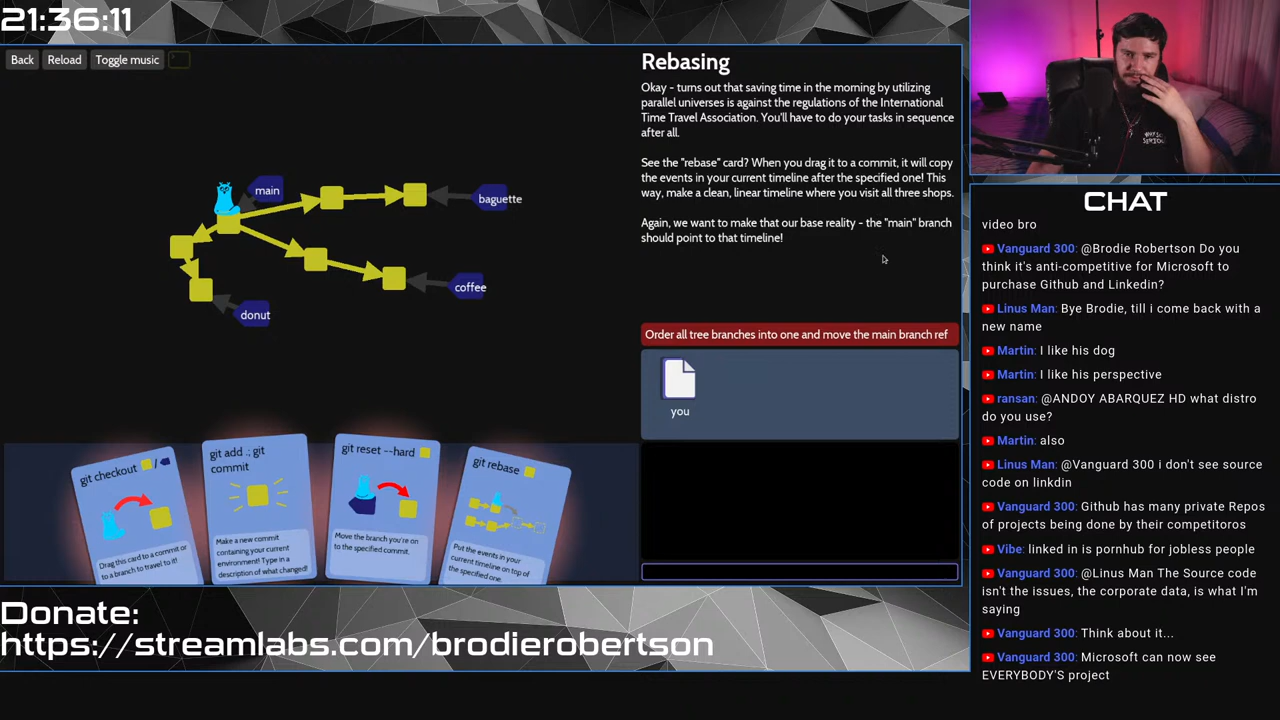 21:36:11
Back
Reload
Toggle music
main
baguette
coffee
donut
Rebasing
Okay - turns out that saving time in the morning by utilizing
parallel universes is against the regulations of the International
Time Travel Association. You'll have to do your tasks in sequence
after all.
See the "rebase" card? When you drag it to a commit, it will copy
the events in your current timeline after the specified one! This
way, make a clean, linear timeline where you visit all three shops.
Again, we want to make that our base reality - the "main" branch
should point to that timeline!
Order all tree branches into one and move the main branch ref
you
git checkout /
Drag this card to a commit or
to a branch to travel to it!
git add .; git
commit
Make a new commit
containing your current
environment! Type in a
description of what changed!
git reset --hard
Move the branch you're on
to the specified commit.
git rebase
Put the events in your
current timeline on top of
the specified one.
CHAT
video bro
Vanguard 300: @Brodie Robertson Do you
think it's anti-competitive for Microsoft to
purchase Github and Linkedin?
Linus Man: Bye Brodie, till i come back with a
new name
Martin: I like his dog
Martin: I like his perspective
ransan: @ANDOY ABARQUEZ HD what distro
do you use?
Martin: also
Linus Man: @Vanguard 300 i don't see source
code on linkdin
Vanguard 300: Github has many private Repos
of projects being done by their competitoros
Vibe: linked in is pornhub for jobless people
Vanguard 300: @Linus Man The Source code
isn't the issues, the corporate data, is what I'm
saying
Vanguard 300: Think about it...
Vanguard 300: Microsoft can now see
EVERYBODY'S project
Donate:
https://streamlabs.com/brodierobertson